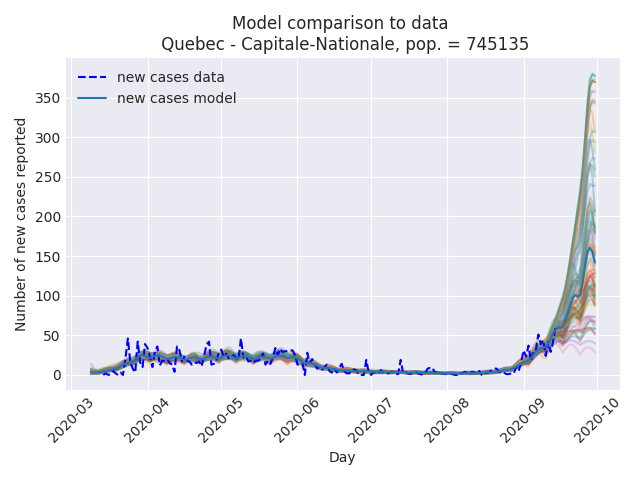 Model comparison to data
Quebec - Capitale-Nationale, pop. = 745135
new cases data
new cases model
Number of new cases reported
350
300
250
200
150
100
50
0
2020-03
2020-04
2020-05
2020-06
2020-07
2020-08
2020-09
2020-10
Day